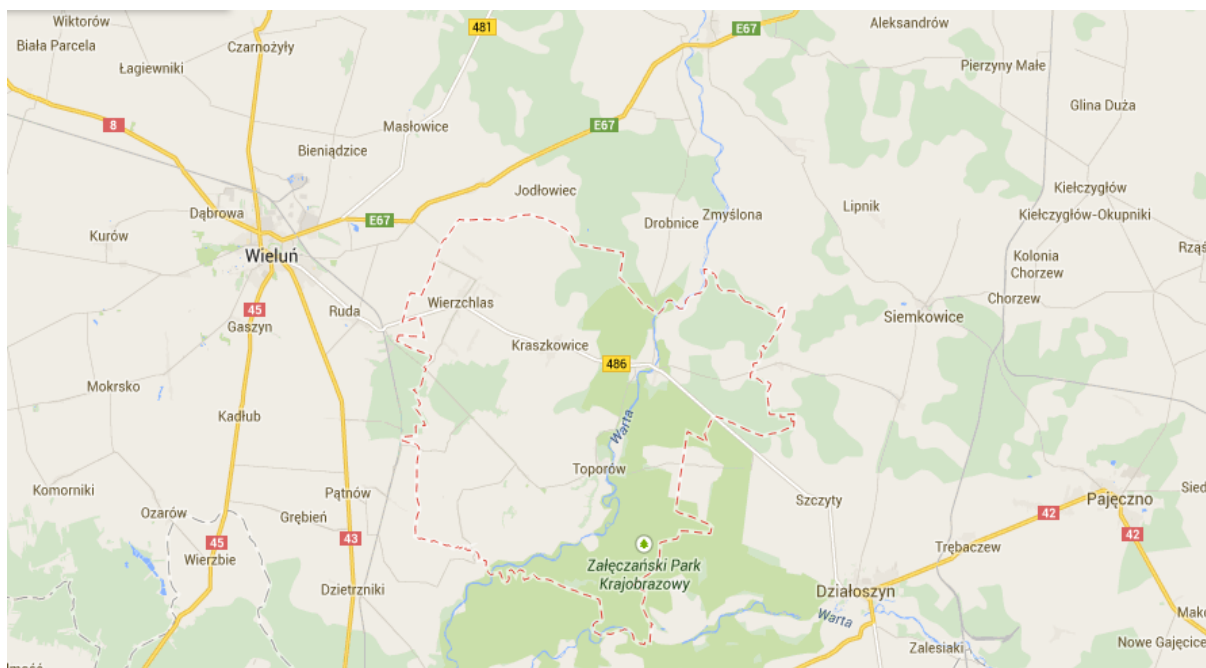 Wiktorów
Biała Parcela
Czarnożyły
481
E67
Aleksandrów
Łagiewniki
Pierzyny Małe
Glina Duża
8
Masłowice
E67
Bieniądzice
Jodłowiec
Kiełczygłów
Dąbrowa
E67
Drobnice
Zmyślona
Lipnik
Kiełczygłów-Okupniki
Kurów
Wieluń
Kolonia
Chorzew
Rząś
45
Ruda
Wierzchlas
Chorzew
Gaszyn
Siemkowice
Kraszkowice
486
Mokrsko
Kadłub
Warta
Toporów
Komorniki
Pątnów
Szczyty
Pajęczno
Sied
Ozarów
Grębień
42
45
43
42
Wierzbie
Trębaczew
Załęczański Park
Krajobrazowy
Dzietrzniki
Działoszyn
Warta
Mako
Zalesiaki
Nowe Gajęcice